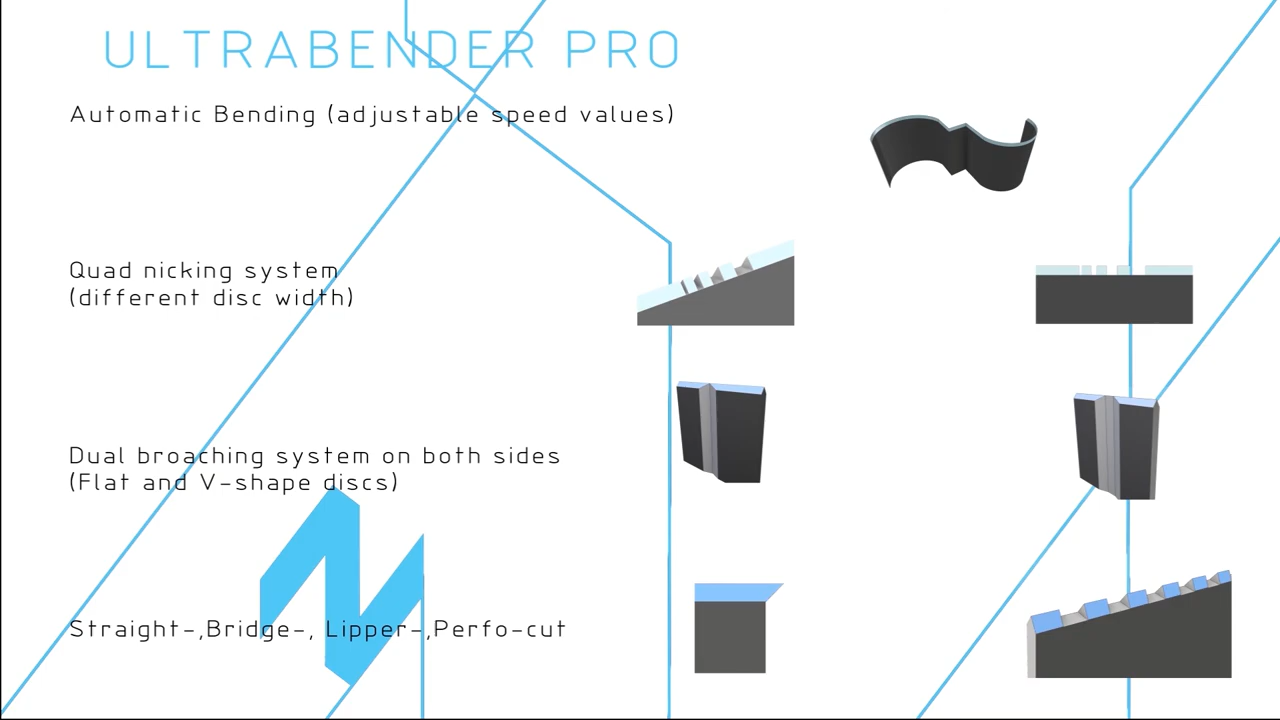 ULTRABENDER PRO
Automatic Bending (adjustable speed values)
Quad nicking system
(different disc width)
Dual broaching system on both sides
(Flat and V-shape discs)
Straight-,Bridge-, Lipper-,Perfo-cut